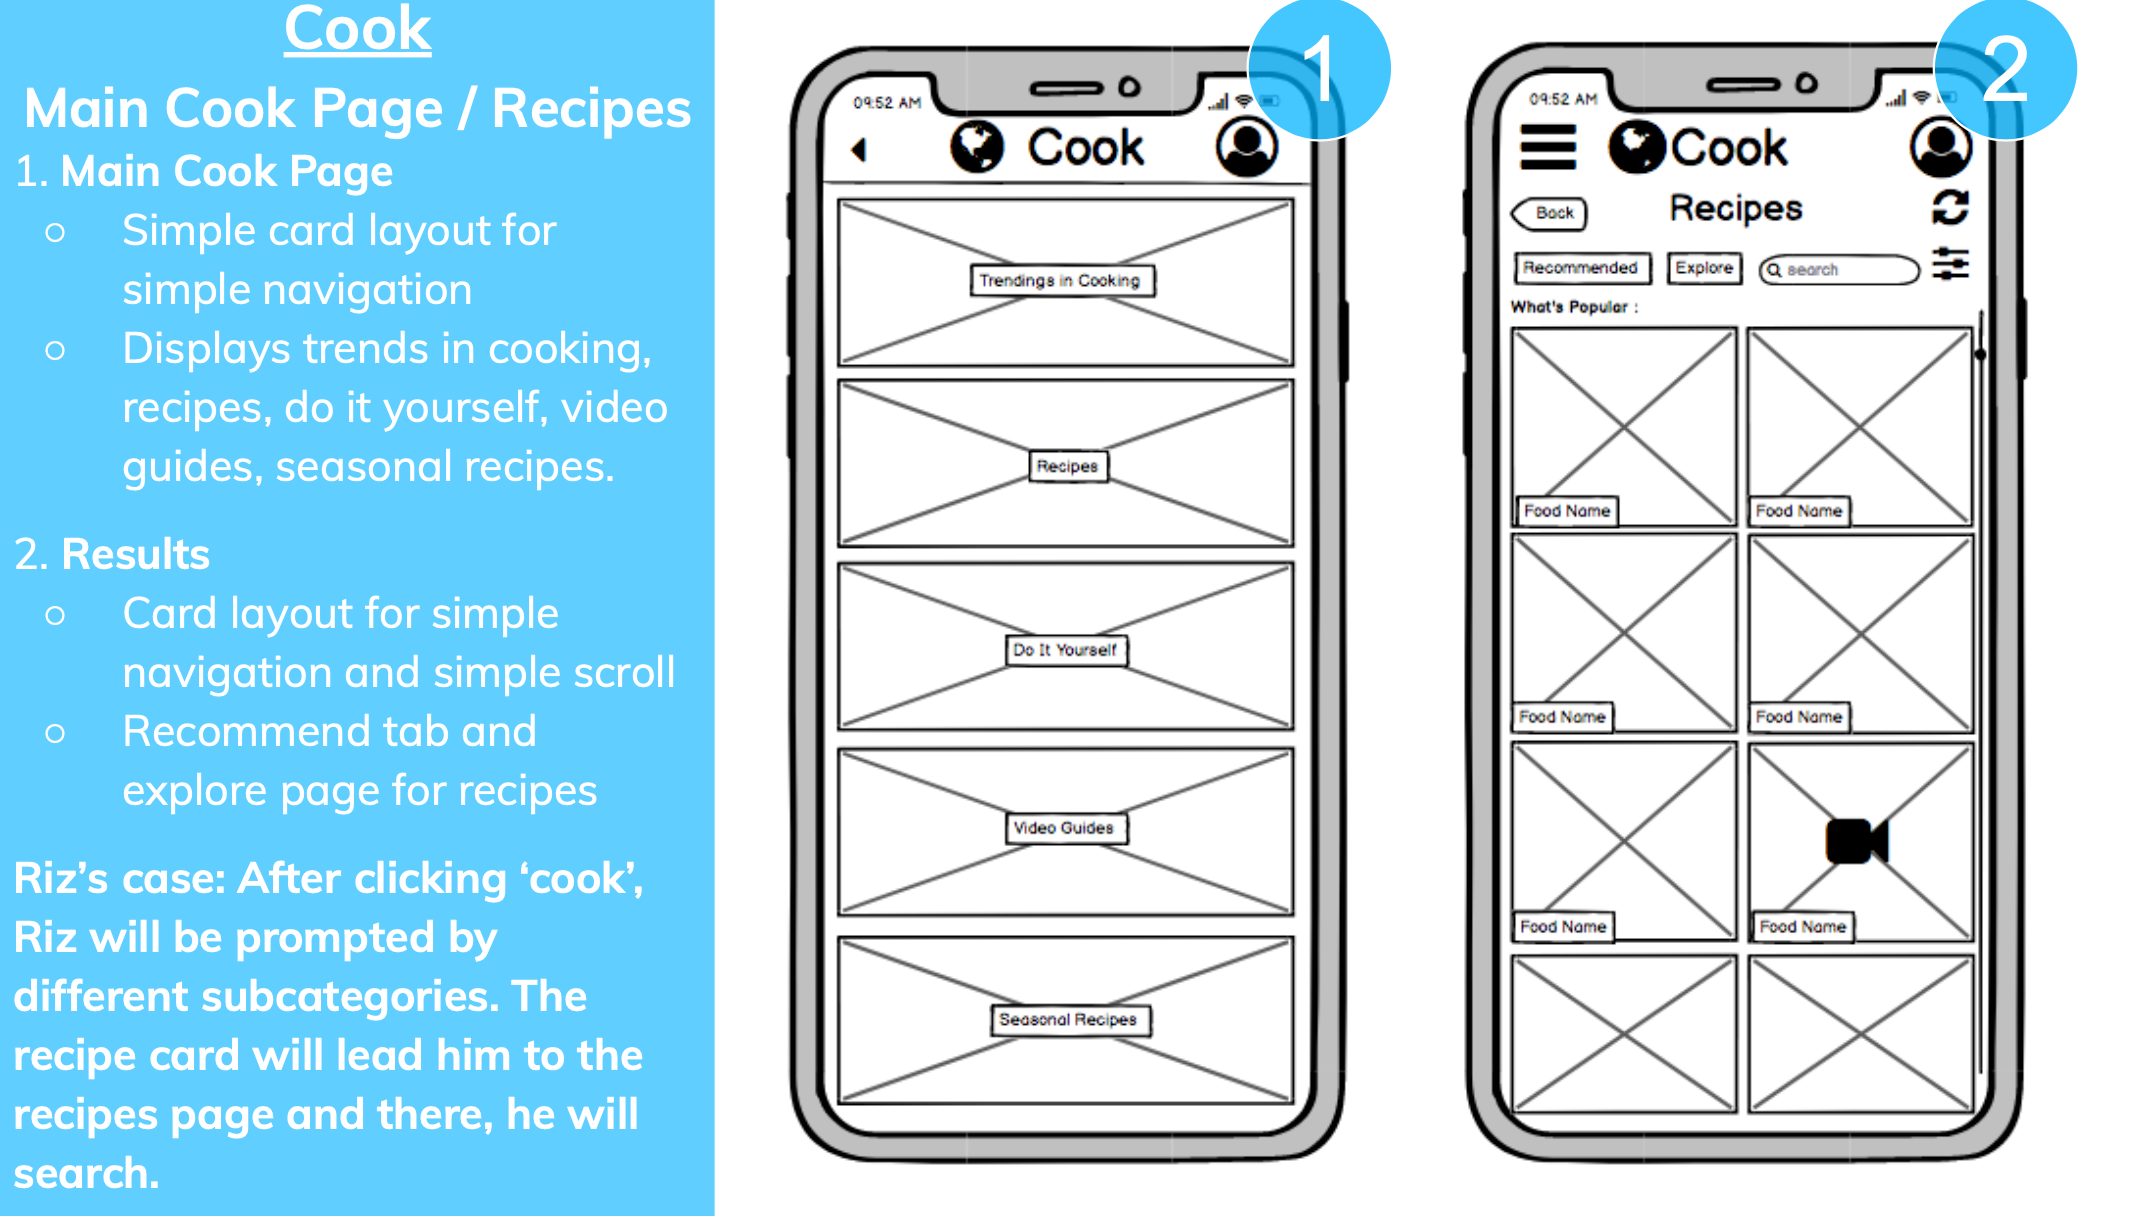 Cook
Main Cook Page / Recipes
1. Main Cook Page
○ Simple card layout for
simple navigation
○ Displays trends in cooking,
recipes, do it yourself, video
guides, seasonal recipes.
2. Results
○ Card layout for simple
navigation and simple scroll
○ Recommend tab and
explore page for recipes
Riz’s case: After clicking ‘cook’,
Riz will be prompted by
different subcategories. The
recipe card will lead him to the
recipes page and there, he will
search.
1
09:52 AM
Cook
Trendings in Cooking
Recipes
Do It Yourself
Video Guides
Seasonal Recipes
2
09:52 AM
Cook
Back
Recipes
Recommended
Explore
search
What's Popular :
Food Name
Food Name
Food Name
Food Name
Food Name
Food Name